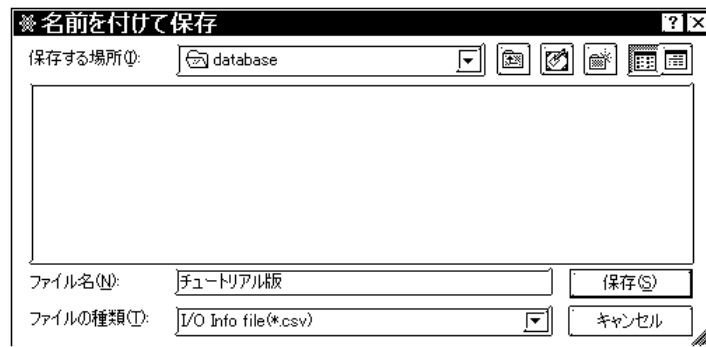 名前を付けて保存
保存する場所(I): database
ファイル名(N): チュートリアル版 保存(S)
ファイルの種類(T): I/O Info file(*.csv) キャンセル